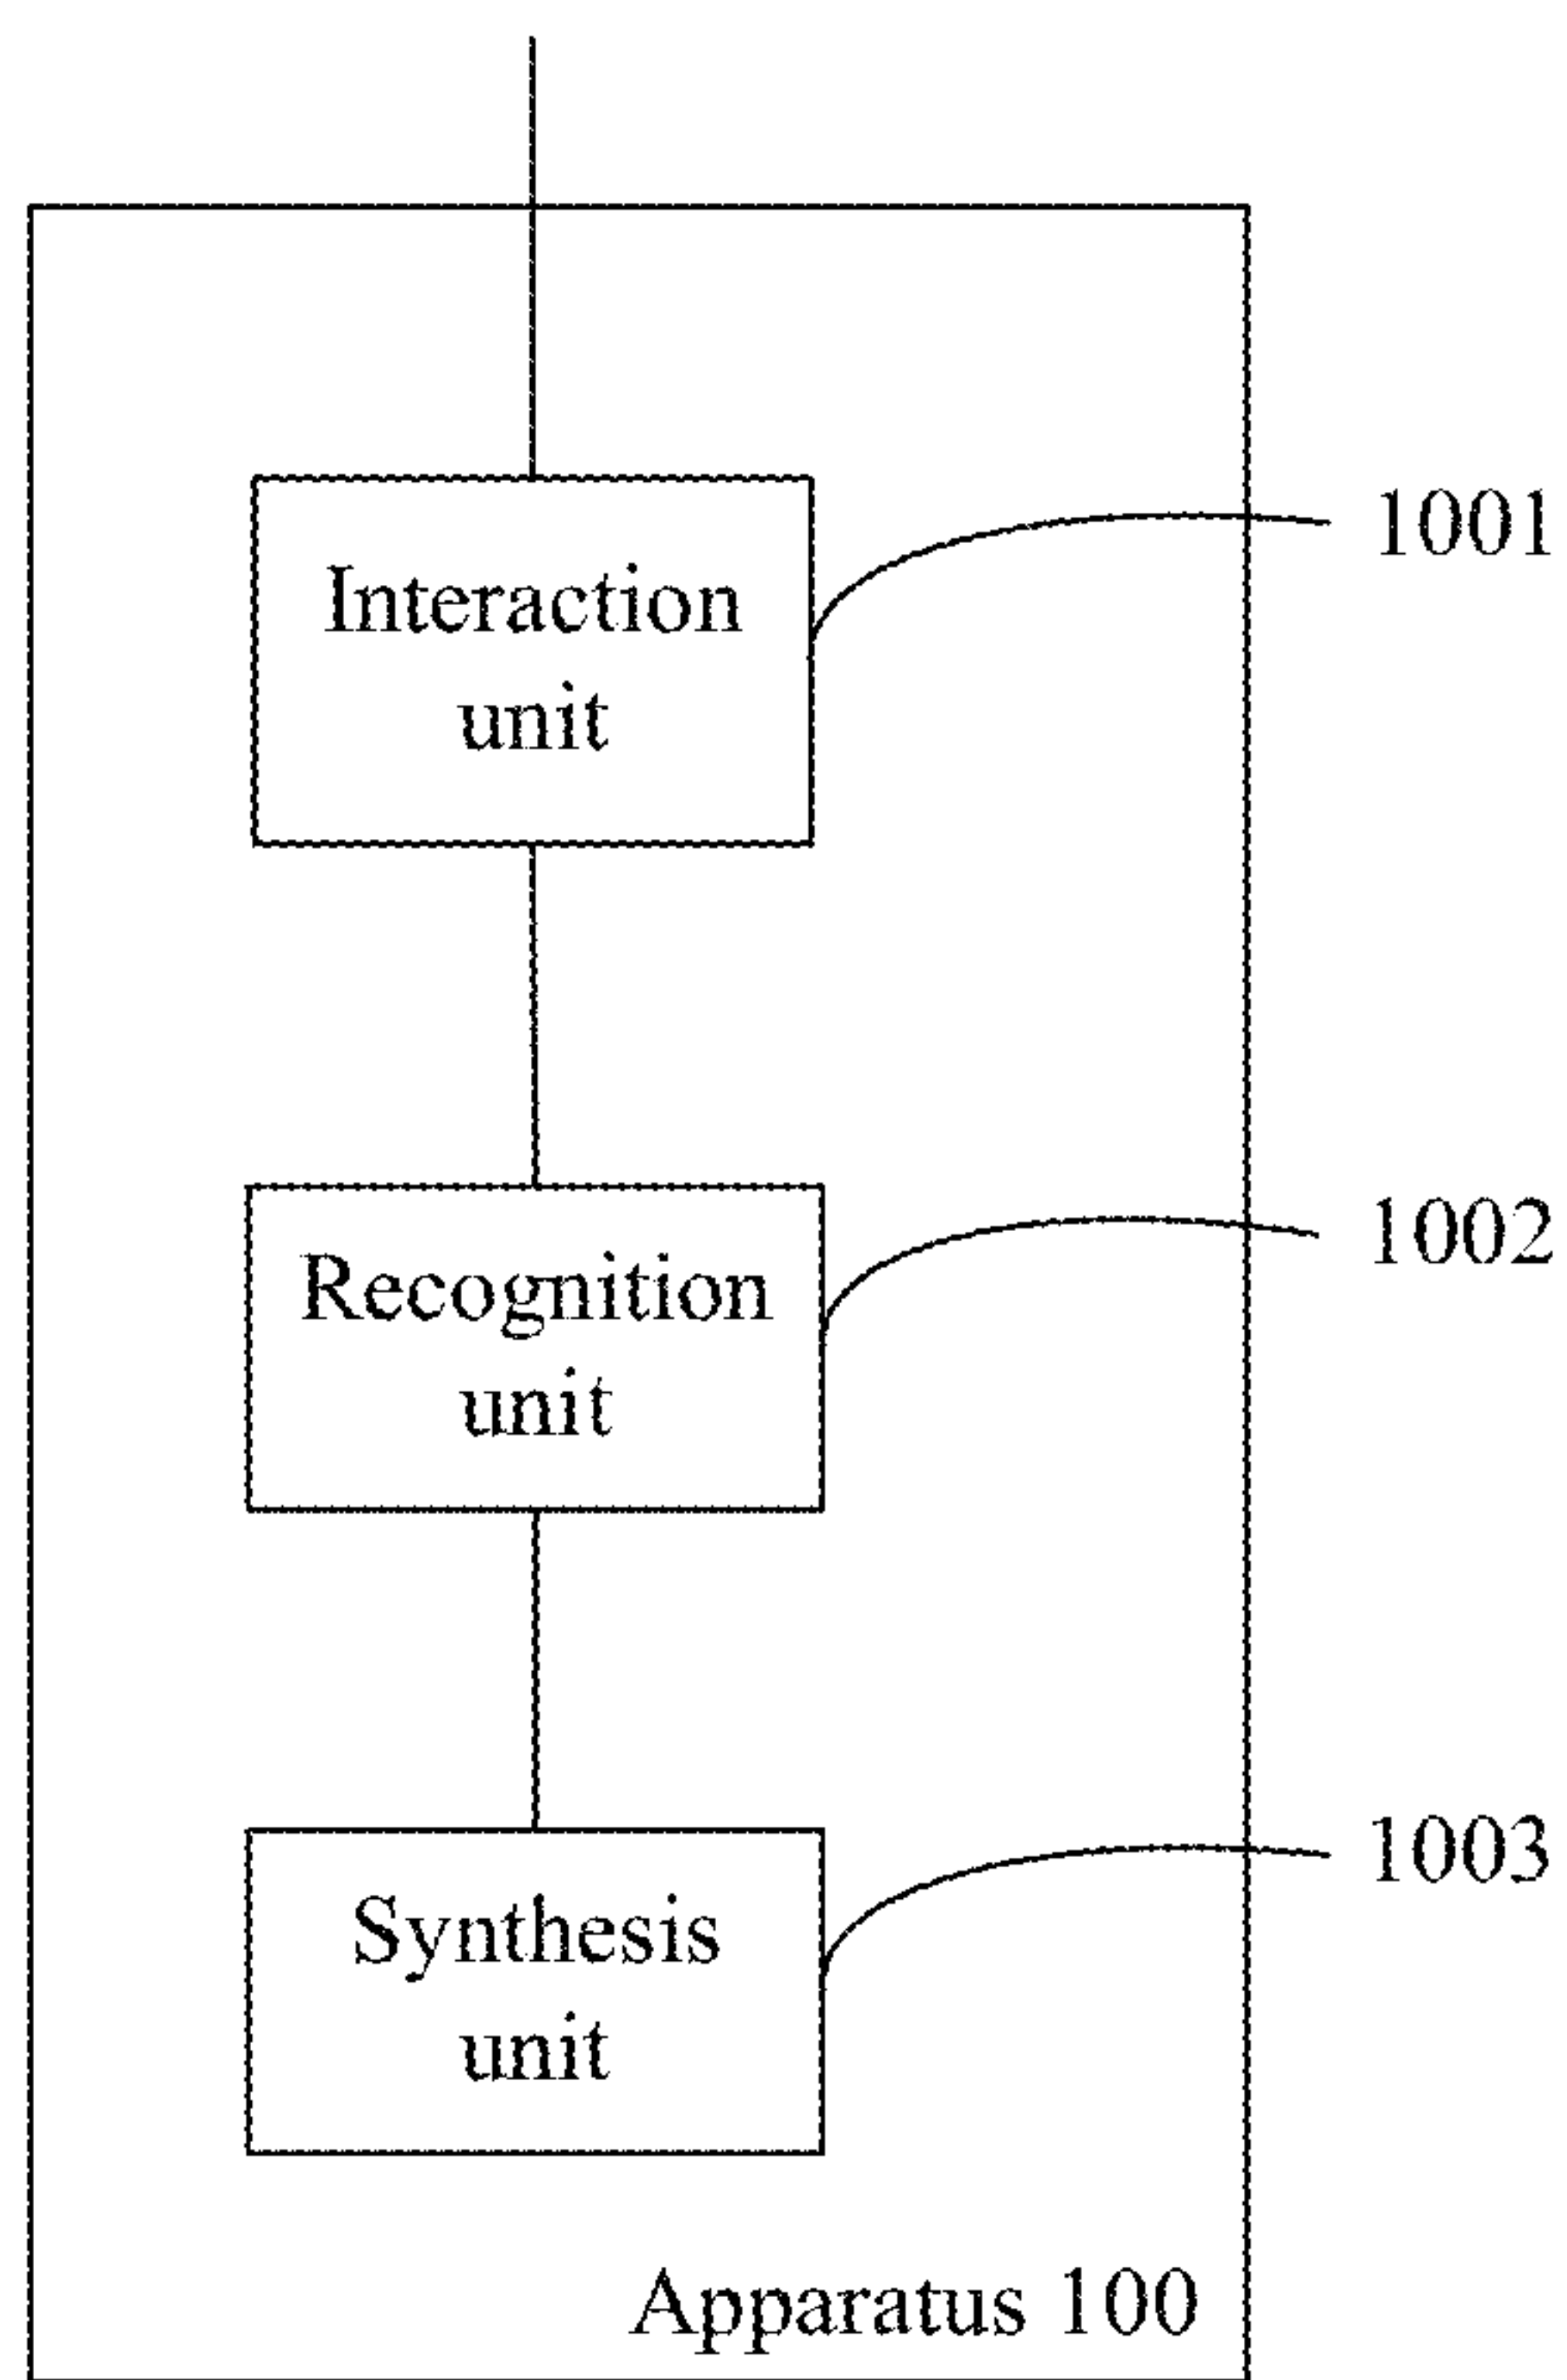 Interaction
unit
1001
Recognition
unit
1002
Synthesis
unit
1003
Apparatus 100